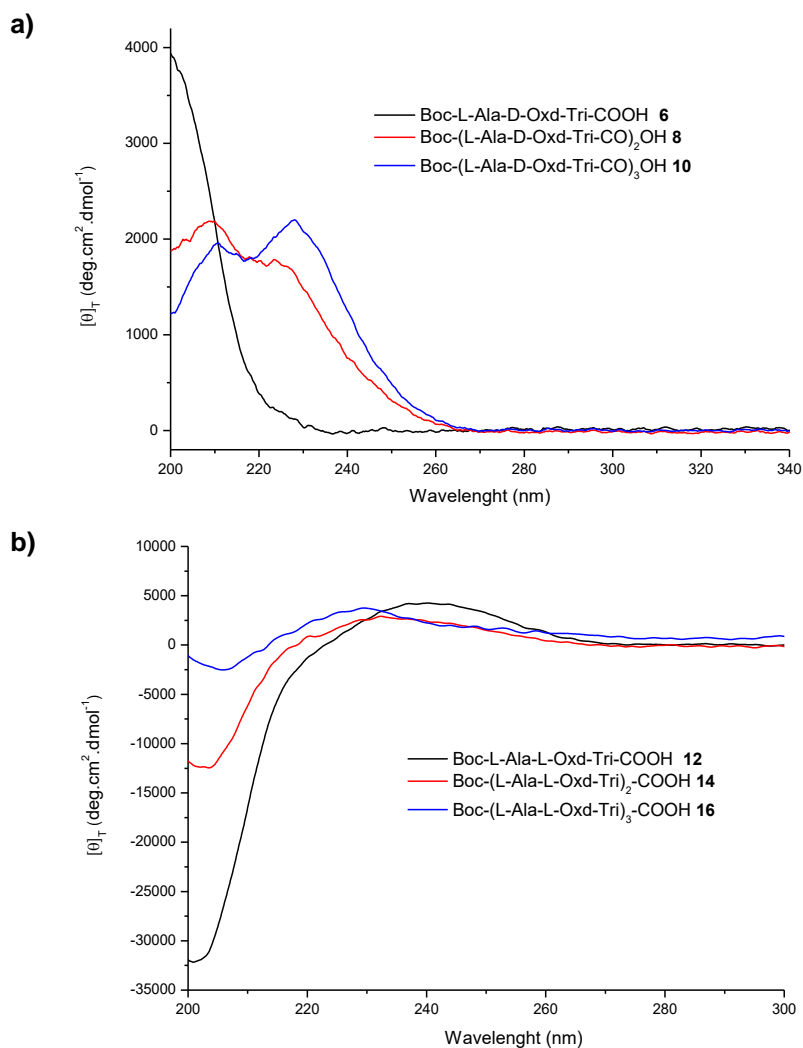 a)
4000
3000
2000
1000
0
[θ]T (deg.cm2.dmol-1)
Boc-L-Ala-D-Oxd-Tri-COOH 6
Boc-(L-Ala-D-Oxd-Tri-CO)2OH 8
Boc-(L-Ala-D-Oxd-Tri-CO)3OH 10
200 220 240 260 280 300 320 340
Wavelenght (nm)
b)
10000
5000
0
-5000
-10000
-15000
-20000
-25000
-30000
-35000
[θ]T (deg.cm2.dmol-1)
Boc-L-Ala-L-Oxd-Tri-COOH 12
Boc-(L-Ala-L-Oxd-Tri)2-COOH 14
Boc-(L-Ala-L-Oxd-Tri)3-COOH 16
200 220 240 260 280 300
Wavelenght (nm)